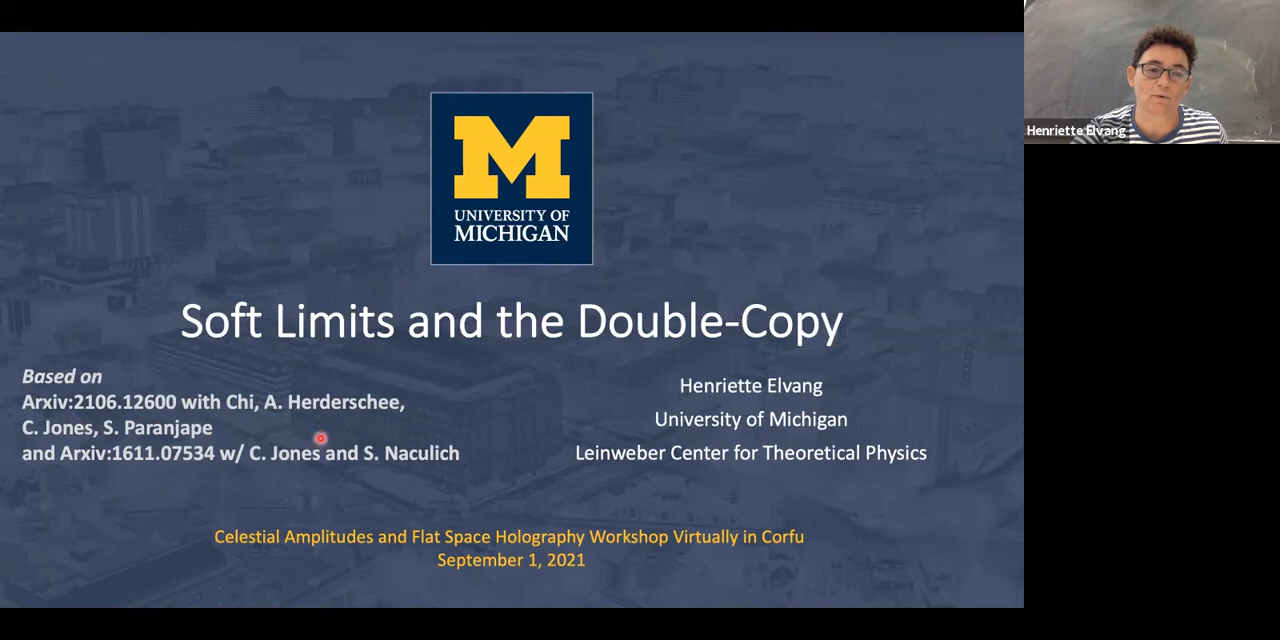 M
UNIVERSITY OF
MICHIGAN
Soft Limits and the Double-Copy
Based on
Arxiv:2106.12600 with Chi, A. Herderschee,
C. Jones, S. Paranjape
and Arxiv:1611.07534 w/ C. Jones and S. Naculich
Henriette Elvang
University of Michigan
Leinweber Center for Theoretical Physics
Celestial Amplitudes and Flat Space Holography Workshop Virtually in Corfu
September 1, 2021
Henriette Elvang